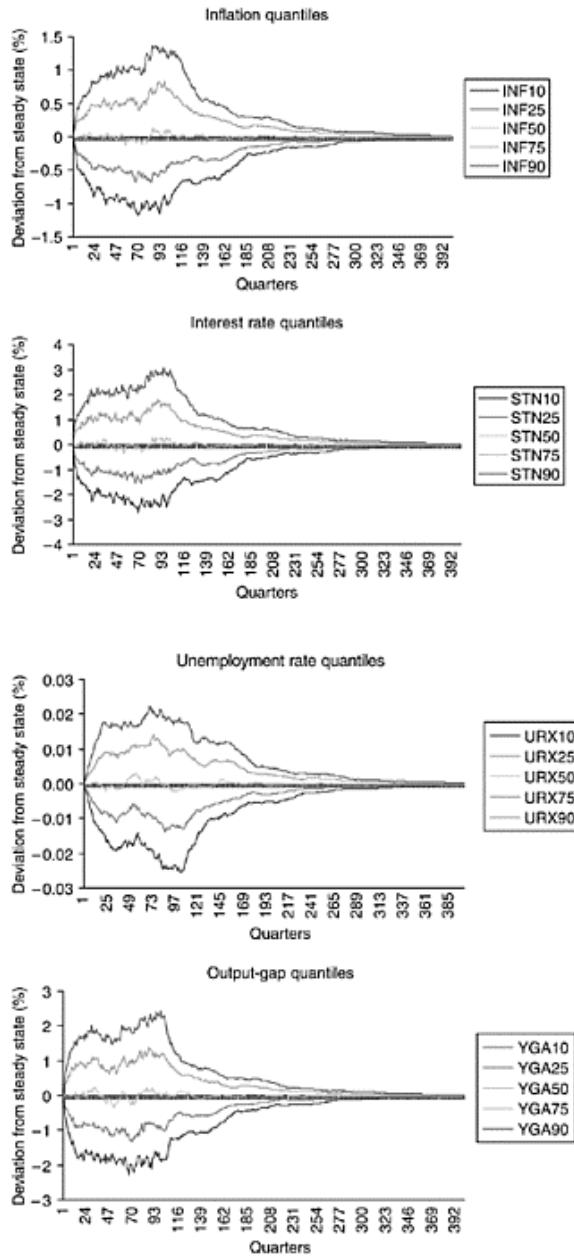 Inflation quantiles
Deviation from steady state (%)
1.5
1
0.5
0
−0.5
−1
−1.5
1 24 47 70 93 116 139 162 185 208 231 254 277 300 323 346 369 392
Quarters
INF10
INF25
INF50
INF75
INF90
Interest rate quantiles
Deviation from steady state (%)
4
3
2
1
0
−1
−2
−3
−4
1 24 47 70 93 116 139 162 185 208 231 254 277 300 323 346 369 392
Quarters
STN10
STN25
STN50
STN75
STN90
Unemployment rate quantiles
Deviation from steady state (%)
0.03
0.02
0.01
0.00
−0.01
−0.02
−0.03
1 25 49 73 97 121 145 169 193 217 241 265 289 313 337 361 385
Quarters
URX10
URX25
URX50
URX75
URX90
Output-gap quantiles
Deviation from steady state (%)
3
2
1
0
−1
−2
−3
1 24 47 70 93 116 139 162 185 208 231 254 277 300 323 346 369 392
Quarters
YGA10
YGA25
YGA50
YGA75
YGA90